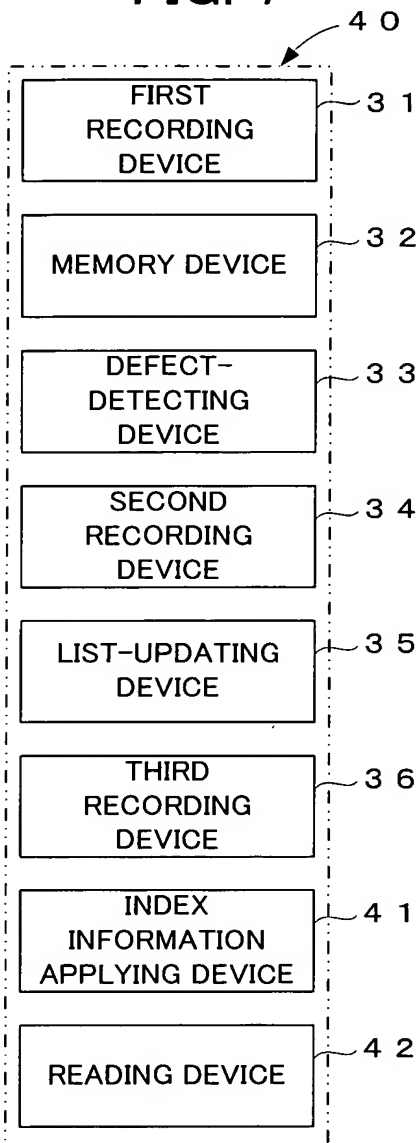 40
FIRST
RECORDING
DEVICE
31
MEMORY DEVICE
32
DEFECT-
DETECTING
DEVICE
33
SECOND
RECORDING
DEVICE
34
LIST-UPDATING
DEVICE
35
THIRD
RECORDING
DEVICE
36
INDEX
INFORMATION
APPLYING DEVICE
41
READING DEVICE
42